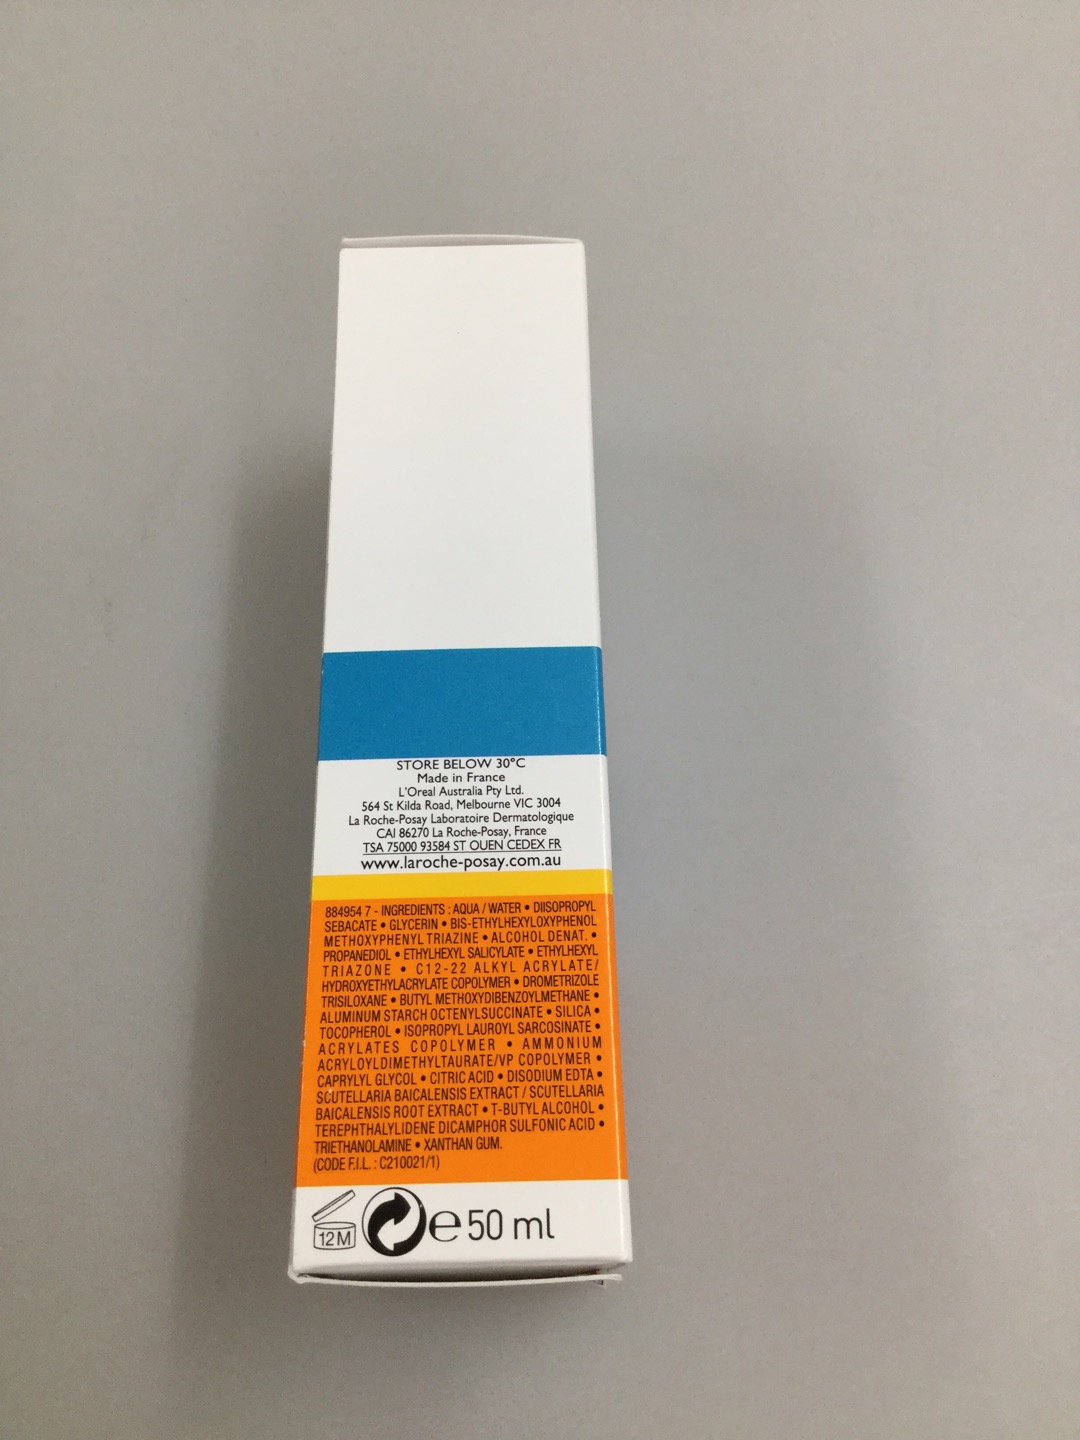 STORE BELOW 30°C
Made in France
L'Oreal Australia Pty Ltd.
564 St Kilda Road, Melbourne VIC 3004
La Roche-Posay Laboratoire Dermatologique
CAI 86270 La Roche-Posay, France
TSA 75000 93584 ST OUEN CEDEX FR
www.laroche-posay.com.au
884954 7 - INGREDIENTS : AQUA / WATER • DIISOPROPYL
SEBACATE • GLYCERIN • BIS-ETHYLHEXYLOXYPHENOL
METHOXYPHENYL TRIAZINE • ALCOHOL DENAT. •
PROPANEDIOL • ETHYLHEXYL SALICYLATE • ETHYLHEXYL
TRIAZONE • C12-22 ALKYL ACRYLATE/
HYDROXYETHYLACRYLATE COPOLYMER • DROMETRIZOLE
TRISILOXANE • BUTYL METHOXYDIBENZOYLMETHANE •
ALUMINUM STARCH OCTENYLSUCCINATE • SILICA •
TOCOPHEROL • ISOPROPYL LAUROYL SARCOSINATE •
ACRYLATES COPOLYMER • AMMONIUM
ACRYLOYLDIMETHYLTAURATE/VP COPOLYMER •
CAPRYLYL GLYCOL • CITRIC ACID • DISODIUM EDTA •
SCUTELLARIA BAICALENSIS EXTRACT / SCUTELLARIA
BAICALENSIS ROOT EXTRACT • T-BUTYL ALCOHOL •
TEREPHTHALYLIDENE DICAMPHOR SULFONIC ACID •
TRIETHANOLAMINE • XANTHAN GUM.
(CODE F.I.L. : C210021/1)
12M e 50 ml